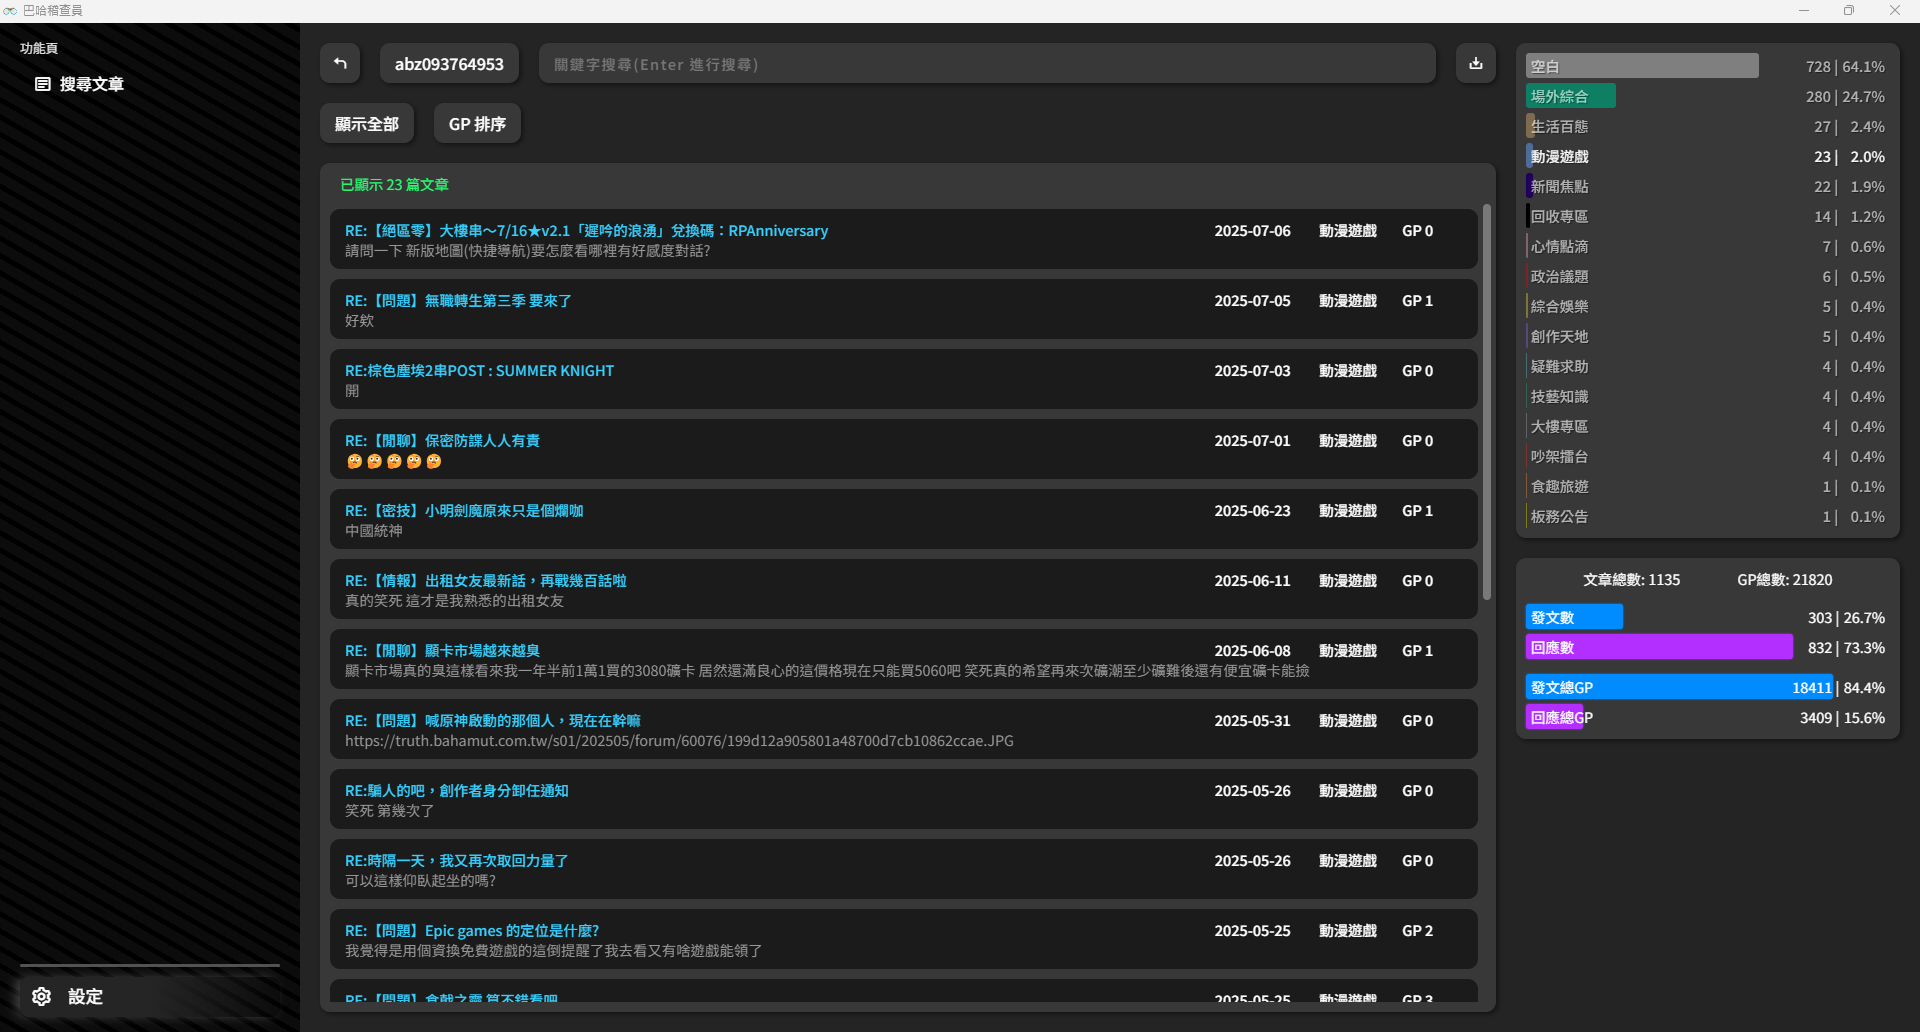 巴哈稽查員
功能頁
搜尋文章
設定
abz093764953
關鍵字搜尋(Enter 進行搜尋)
顯示全部
GP 排序
已顯示 23 篇文章
RE:【絕區零】大樓串～7/16★v2.1「遲吟的浪湧」兌換碼：RPAnniversary 2025-07-06 動漫遊戲 GP 0
請問一下 新版地圖(快捷導航)要怎麼看哪裡有好感度對話?
RE:【問題】無職轉生第三季 要來了 2025-07-05 動漫遊戲 GP 1
好欸
RE:棕色塵埃2串POST : SUMMER KNIGHT 2025-07-03 動漫遊戲 GP 0
開
RE:【閒聊】保密防諜人人有責 2025-07-01 動漫遊戲 GP 0
RE:【密技】小明劍魔原來只是個爛咖 2025-06-23 動漫遊戲 GP 1
中國統神
RE:【情報】出租女友最新話，再戰幾百話啦 2025-06-11 動漫遊戲 GP 0
真的笑死 這才是我熟悉的出租女友
RE:【閒聊】顯卡市場越來越臭 2025-06-08 動漫遊戲 GP 1
顯卡市場真的臭這樣看來我一年半前1萬1買的3080礦卡 居然還滿良心的這價格現在只能買5060吧 笑死真的希望再來次礦潮至少礦難後還有便宜礦卡能撿
RE:【問題】喊原神啟動的那個人，現在在幹嘛 2025-05-31 動漫遊戲 GP 0
https://truth.bahamut.com.tw/s01/202505/forum/60076/199d12a905801a48700d7cb10862ccae.JPG
RE:騙人的吧，創作者身分卸任通知 2025-05-26 動漫遊戲 GP 0
笑死 第幾次了
RE:時隔一天，我又再次取回力量了 2025-05-26 動漫遊戲 GP 0
可以這樣仰臥起坐的嗎?
RE:【問題】Epic games 的定位是什麼? 2025-05-25 動漫遊戲 GP 2
我覺得是用個資換免費遊戲的這倒提醒了我去看又有啥遊戲能領了
RE:【問題】食戟之靈 算不錯看吧 2025-05-25 動漫遊戲 GP 3
空白 728 | 64.1%
場外綜合 280 | 24.7%
生活百態 27 | 2.4%
動漫遊戲 23 | 2.0%
新聞焦點 22 | 1.9%
回收專區 14 | 1.2%
心情點滴 7 | 0.6%
政治議題 6 | 0.5%
綜合娛樂 5 | 0.4%
創作天地 5 | 0.4%
疑難求助 4 | 0.4%
技藝知識 4 | 0.4%
大樓專區 4 | 0.4%
吵架擂台 4 | 0.4%
食趣旅遊 1 | 0.1%
板務公告 1 | 0.1%
文章總數: 1135 GP總數: 21820
發文數 303 | 26.7%
回應數 832 | 73.3%
發文總GP 18411 | 84.4%
回應總GP 3409 | 15.6%